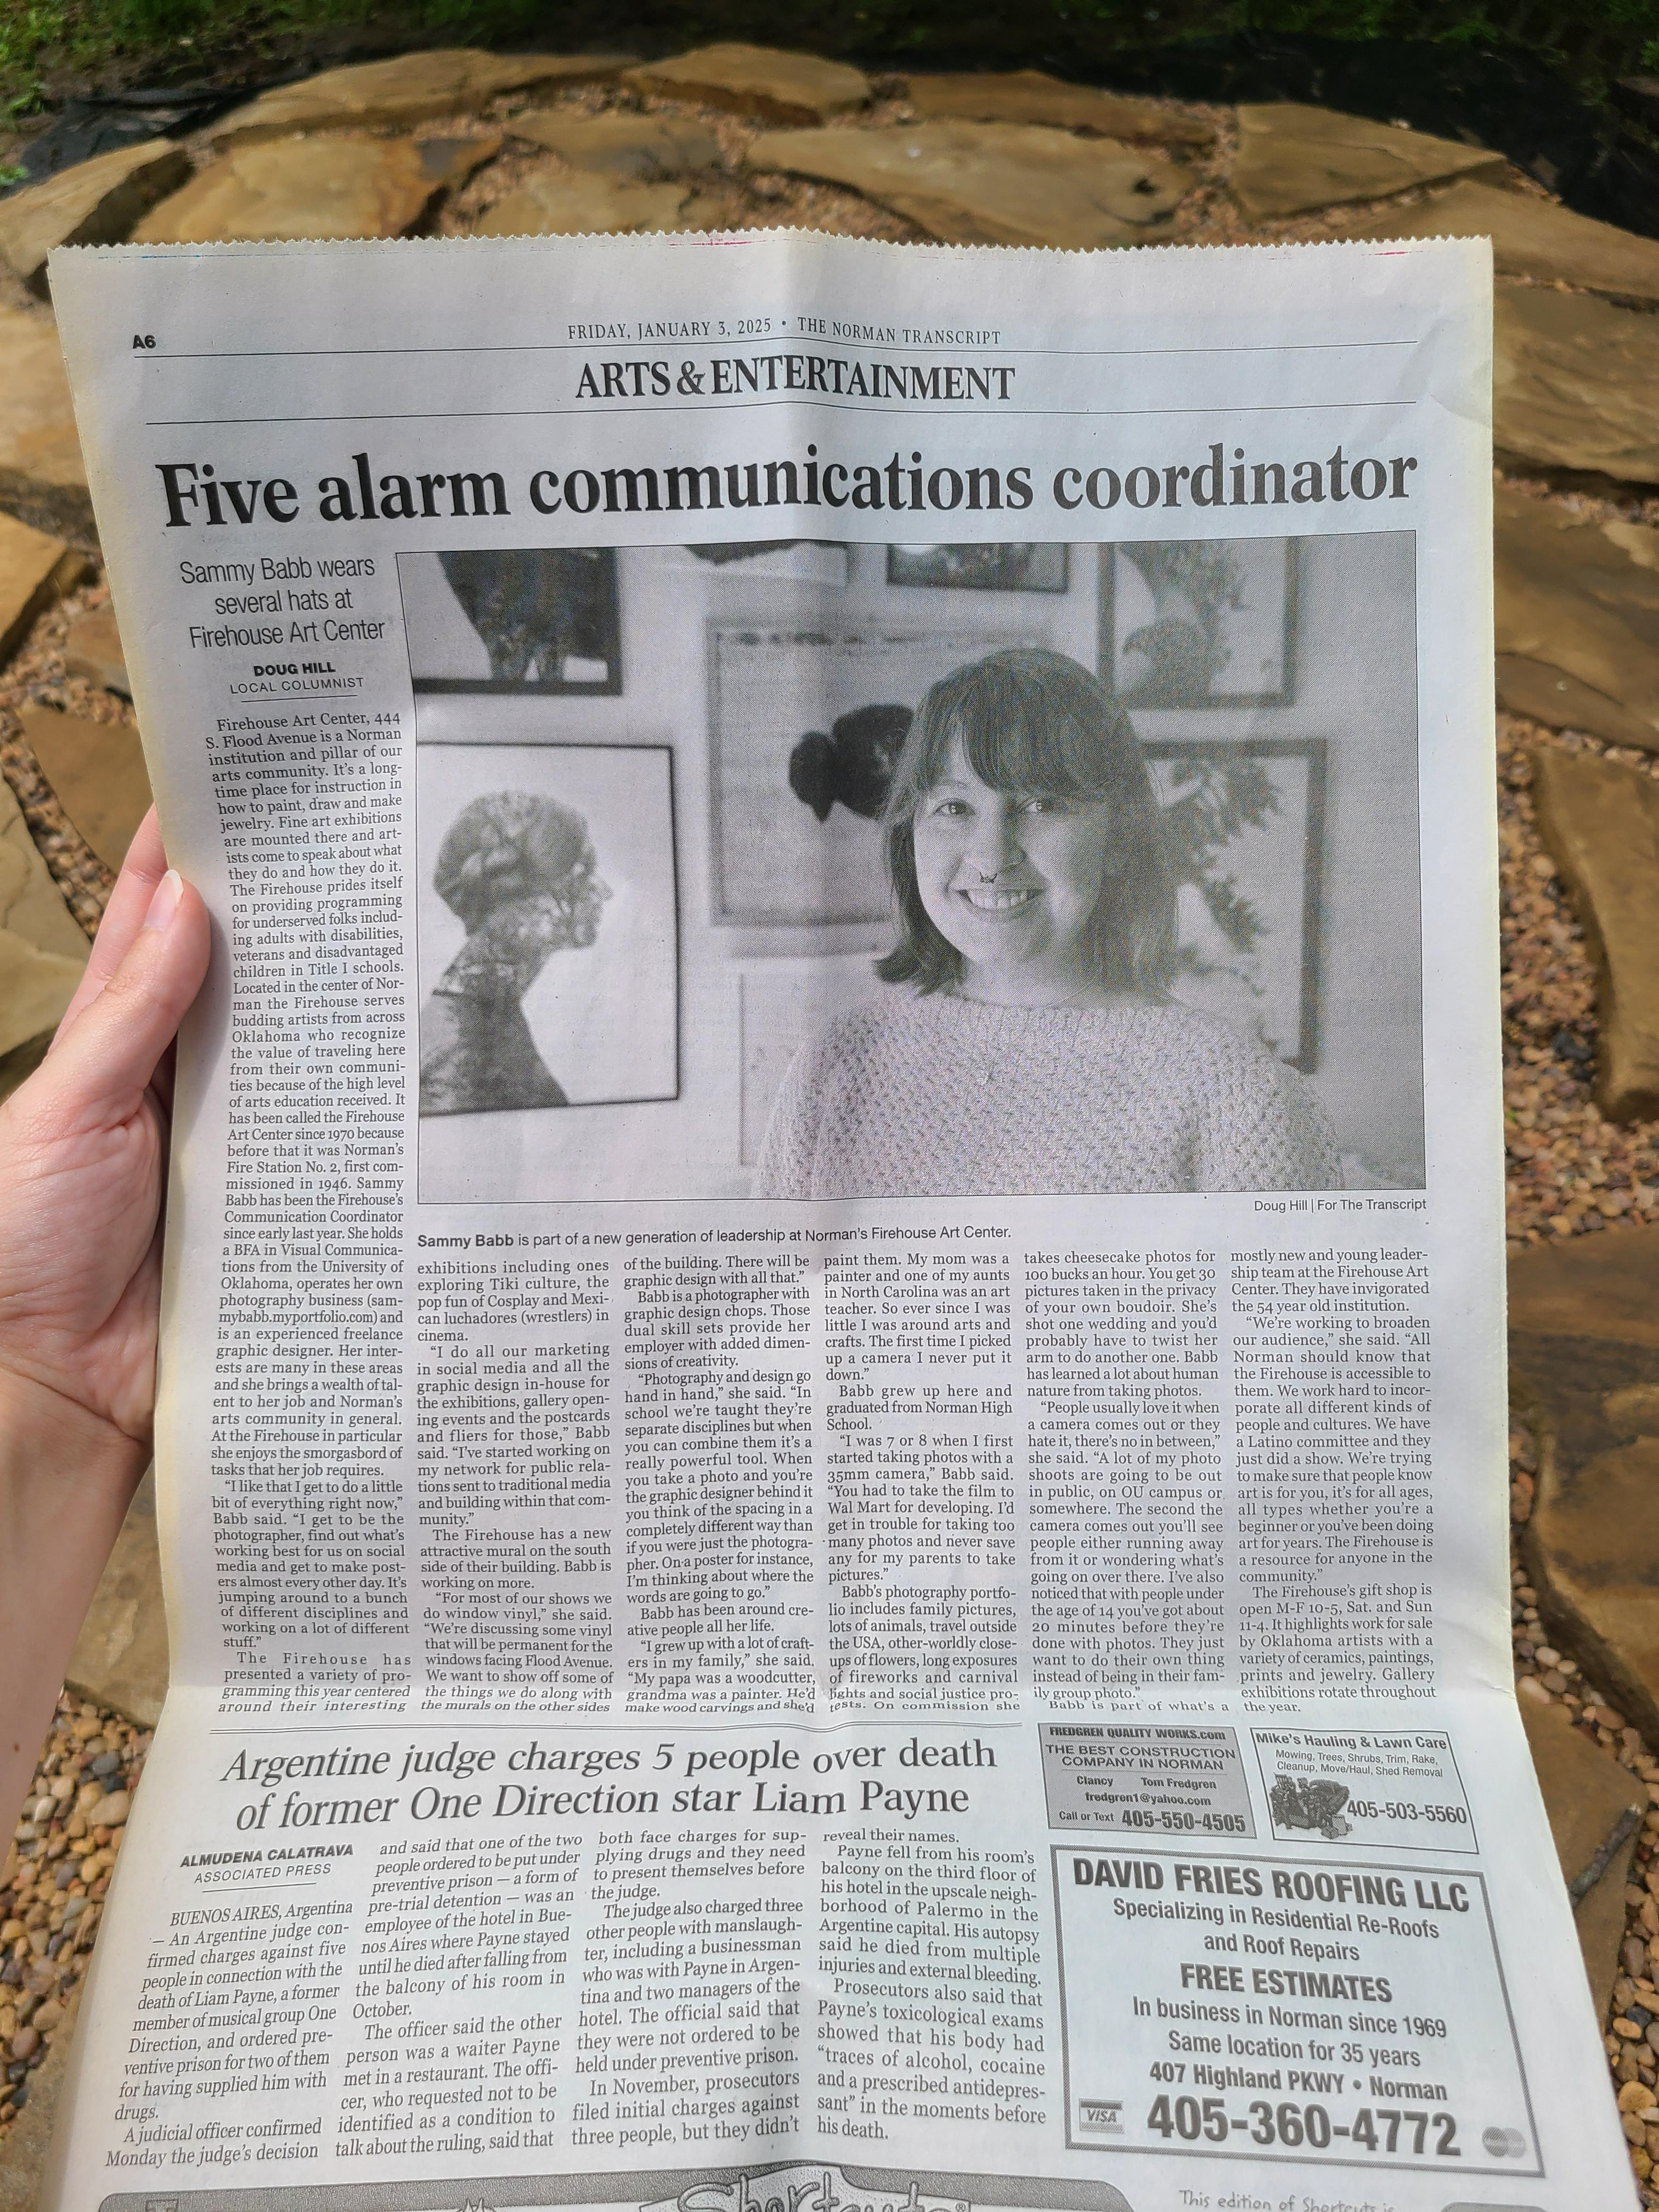 A6
FRIDAY, JANUARY 3, 2025 • THE NORMAN TRANSCRIPT
ARTS & ENTERTAINMENT
Five alarm communications coordinator
Sammy Babb wears
several hats at
Firehouse Art Center
DOUG HILL
LOCAL COLUMNIST
Firehouse Art Center, 444
S. Flood Avenue is a Norman
institution and pillar of our
arts community. It's a long-
time place for instruction in
how to paint, draw and make
jewelry. Fine art exhibitions
are mounted there and art-
ists come to speak about what
they do and how they do it.
The Firehouse prides itself
on providing programming
for underserved folks includ-
ing adults with disabilities,
veterans and disadvantaged
children in Title I schools.
Located in the center of Nor-
man the Firehouse serves
budding artists from across
Oklahoma who recognize
the value of traveling here
from their own communi-
ties because of the high level
of arts education received. It
has been called the Firehouse
Art Center since 1970 because
before that it was Norman's
Fire Station No. 2, first com-
missioned in 1946. Sammy
Babb has been the Firehouse's
Communication Coordinator
since early last year. She holds
a BFA in Visual Communica-
tions from the University of
Oklahoma, operates her own
photography business (sam-
mybabb.myportfolio.com) and
is an experienced freelance
graphic designer. Her inter-
ests are many in these areas
and she brings a wealth of tal-
ent to her job and Norman's
arts community in general.
At the Firehouse in particular
she enjoys the smorgasbord of
tasks that her job requires.
"I like that I get to do a little
bit of everything right now,"
Babb said. "I get to be the
photographer, find out what's
working best for us on social
media and get to make post-
ers almost every other day. It's
jumping around to a bunch
of different disciplines and
working on a lot of different
stuff."
The Firehouse has
presented a variety of pro-
gramming this year centered
around their interesting
Doug Hill | For The Transcript
Sammy Babb is part of a new generation of leadership at Norman's Firehouse Art Center.
exhibitions including ones
exploring Tiki culture, the
pop fun of Cosplay and Mexi-
can luchadores (wrestlers) in
cinema.
"I do all our marketing
in social media and all the
graphic design in-house for
the exhibitions, gallery open-
ing events and the postcards
and fliers for those," Babb
said. "I've started working on
my network for public rela-
tions sent to traditional media
and building within that com-
munity."
The Firehouse has a new
attractive mural on the south
side of their building. Babb is
working on more.
"For most of our shows we
do window vinyl," she said.
"We're discussing some vinyl
that will be permanent for the
windows facing Flood Avenue.
We want to show off some of
the things we do along with
the murals on the other sides
of the building. There will be
graphic design with all that."
Babb is a photographer with
graphic design chops. Those
dual skill sets provide her
employer with added dimen-
sions of creativity.
"Photography and design go
hand in hand," she said. "In
school we're taught they're
separate disciplines but when
you can combine them it's a
really powerful tool. When
you take a photo and you're
the graphic designer behind it
you think of the spacing in a
completely different way than
if you were just the photogra-
pher. On a poster for instance,
I'm thinking about where the
words are going to go."
Babb has been around cre-
ative people all her life.
"I grew up with a lot of craft-
ers in my family," she said.
"My papa was a woodcutter,
grandma was a painter. He'd
make wood carvings and she'd
paint them. My mom was a
painter and one of my aunts
in North Carolina was an art
teacher. So ever since I was
little I was around arts and
crafts. The first time I picked
up a camera I never put it
down."
Babb grew up here and
graduated from Norman High
School.
"I was 7 or 8 when I first
started taking photos with a
35mm camera," Babb said.
"You had to take the film to
Wal Mart for developing. I'd
get in trouble for taking too
many photos and never save
any for my parents to take
pictures."
Babb's photography portfo-
lio includes family pictures,
lots of animals, travel outside
the USA, other-worldly close-
ups of flowers, long exposures
of fireworks and carnival
lights and social justice pro-
tests. On commission she
takes cheesecake photos for
100 bucks an hour. You get 30
pictures taken in the privacy
of your own boudoir. She's
shot one wedding and you'd
probably have to twist her
arm to do another one. Babb
has learned a lot about human
nature from taking photos.
"People usually love it when
a camera comes out or they
hate it, there's no in between,"
she said. "A lot of my photo
shoots are going to be out
in public, on OU campus or
somewhere. The second the
camera comes out you'll see
people either running away
from it or wondering what's
going on over there. I've also
noticed that with people under
the age of 14 you've got about
20 minutes before they're
done with photos. They just
want to do their own thing
instead of being in their fam-
ily group photo."
Babb is part of what's a
mostly new and young leader-
ship team at the Firehouse Art
Center. They have invigorated
the 54 year old institution.
"We're working to broaden
our audience," she said. "All
Norman should know that
the Firehouse is accessible to
them. We work hard to incor-
porate all different kinds of
people and cultures. We have
a Latino committee and they
just did a show. We're trying
to make sure that people know
art is for you, it's for all ages,
all types whether you're a
beginner or you've been doing
art for years. The Firehouse is
a resource for anyone in the
community."
The Firehouse's gift shop is
open M-F 10-5, Sat. and Sun
11-4. It highlights work for sale
by Oklahoma artists with a
variety of ceramics, paintings,
prints and jewelry. Gallery
exhibitions rotate throughout
the year.
Argentine judge charges 5 people over death
of former One Direction star Liam Payne
ALMUDENA CALATRAVA
ASSOCIATED PRESS
BUENOS AIRES, Argentina
— An Argentine judge con-
firmed charges against five
people in connection with the
death of Liam Payne, a former
member of musical group One
Direction, and ordered pre-
ventive prison for two of them
for having supplied him with
drugs.
A judicial officer confirmed
Monday the judge's decision
and said that one of the two
people ordered to be put under
preventive prison — a form of
pre-trial detention — was an
employee of the hotel in Bue-
nos Aires where Payne stayed
until he died after falling from
the balcony of his room in
October.
The officer said the other
person was a waiter Payne
met in a restaurant. The offi-
cer, who requested not to be
identified as a condition to
talk about the ruling, said that
both face charges for sup-
plying drugs and they need
to present themselves before
the judge.
The judge also charged three
other people with manslaugh-
ter, including a businessman
who was with Payne in Argen-
tina and two managers of the
hotel. The official said that
they were not ordered to be
held under preventive prison.
In November, prosecutors
filed initial charges against
three people, but they didn't
reveal their names.
Payne fell from his room's
balcony on the third floor of
his hotel in the upscale neigh-
borhood of Palermo in the
Argentine capital. His autopsy
said he died from multiple
injuries and external bleeding.
Prosecutors also said that
Payne's toxicological exams
showed that his body had
"traces of alcohol, cocaine
and a prescribed antidepres-
sant" in the moments before
his death.
FREDGREN QUALITY WORKS.com
THE BEST CONSTRUCTION
COMPANY IN NORMAN
Clancy Tom Fredgren
fredgren1@yahoo.com
Call or Text 405-550-4505
Mike's Hauling & Lawn Care
Mowing, Trees, Shrubs, Trim, Rake,
Cleanup, Move/Haul, Shed Removal
405-503-5560
DAVID FRIES ROOFING LLC
Specializing in Residential Re-Roofs
and Roof Repairs
FREE ESTIMATES
In business in Norman since 1969
Same location for 35 years
407 Highland PKWY • Norman
VISA
405-360-4772
Shortcuts®
This edition of Shortcuts is